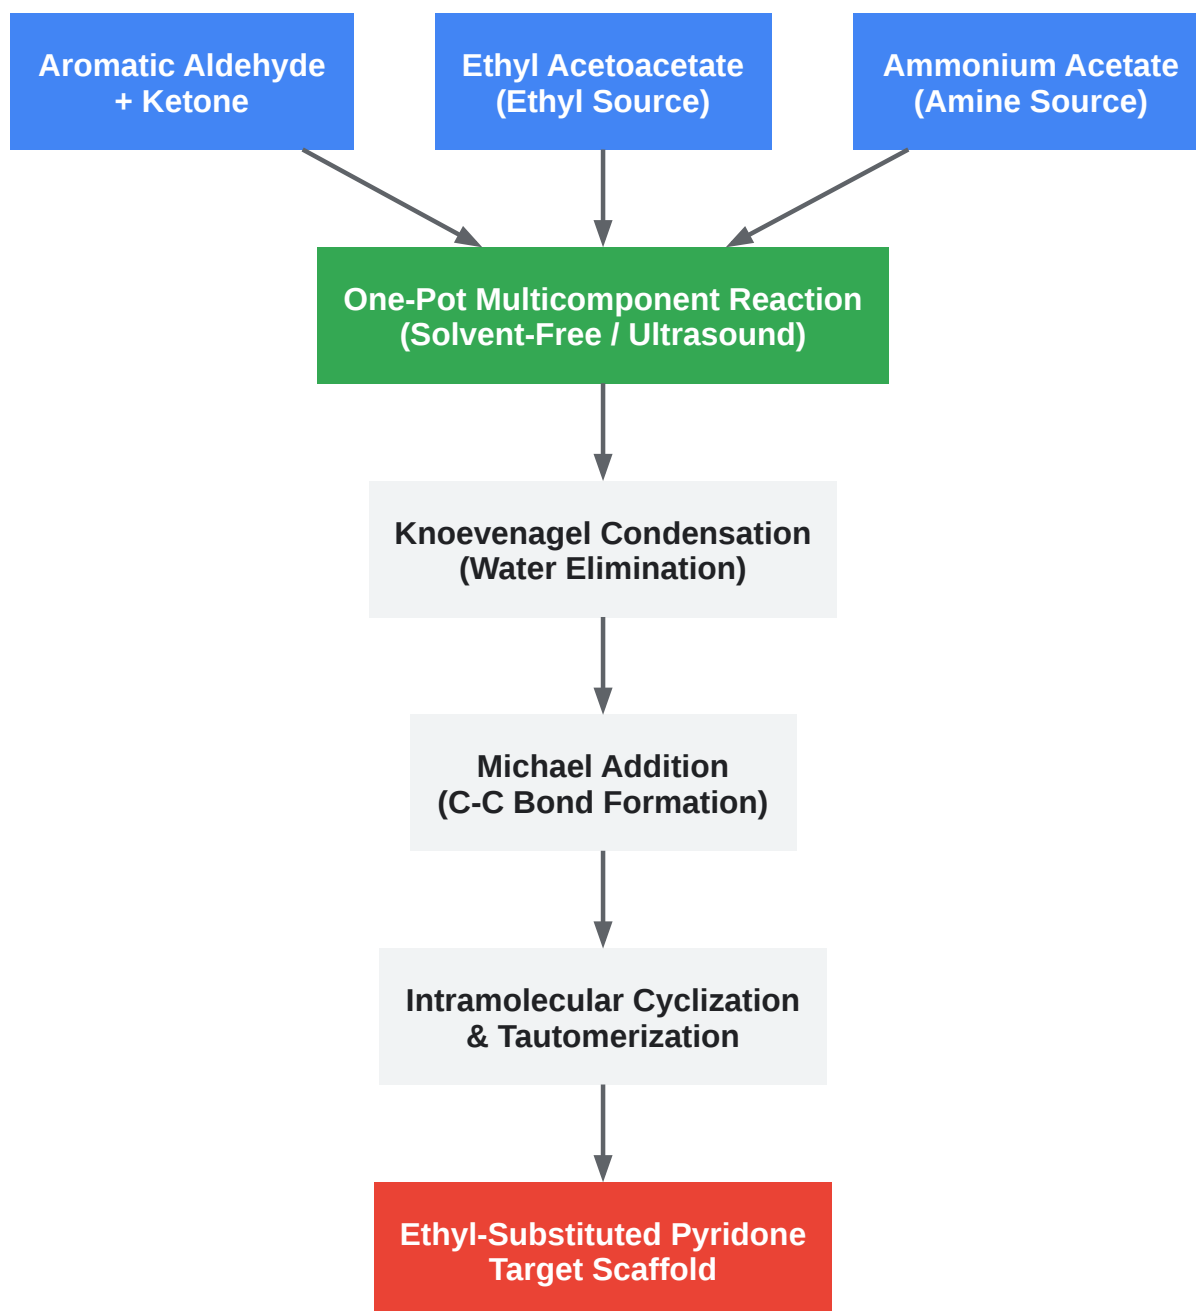 Aromatic Aldehyde
+ Ketone
Ethyl Acetoacetate
(Ethyl Source)
Ammonium Acetate
(Amine Source)
One-Pot Multicomponent Reaction
(Solvent-Free / Ultrasound)
Knoevenagel Condensation
(Water Elimination)
Michael Addition
(C-C Bond Formation)
Intramolecular Cyclization
& Tautomerization
Ethyl-Substituted Pyridone
Target Scaffold